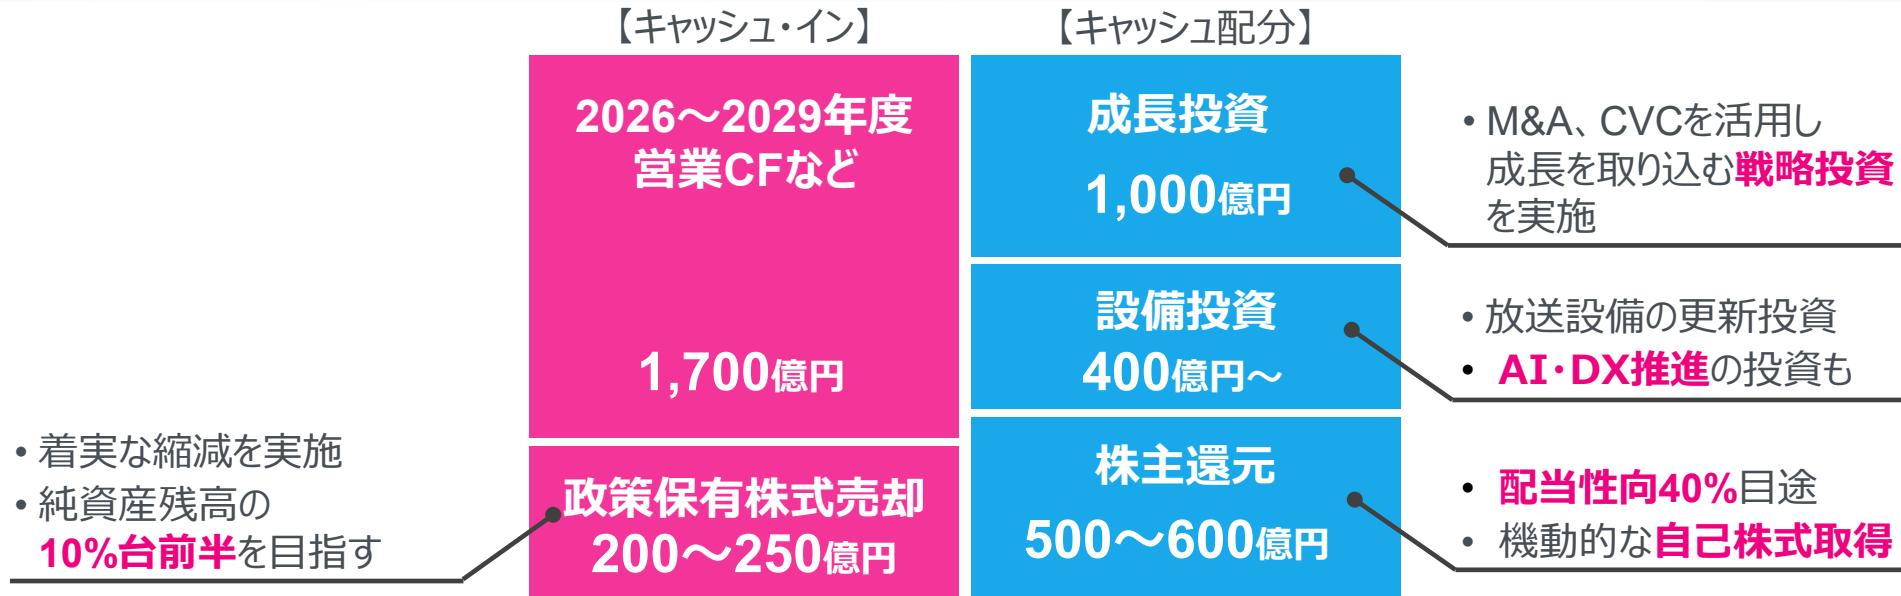 【キャッシュ・イン】
【キャッシュ配分】
2026～2029年度
営業CFなど
1,700億円
政策保有株式売却
200～250億円
• 着実な縮減を実施
• 純資産残高の
10%台前半を目指す
成長投資
1,000億円
• M&A、CVCを活用し
成長を取り込む戦略投資
を実施
設備投資
400億円～
• 放送設備の更新投資
• AI・DX推進の投資も
株主還元
500～600億円
• 配当性向40%目途
• 機動的な自己株式取得